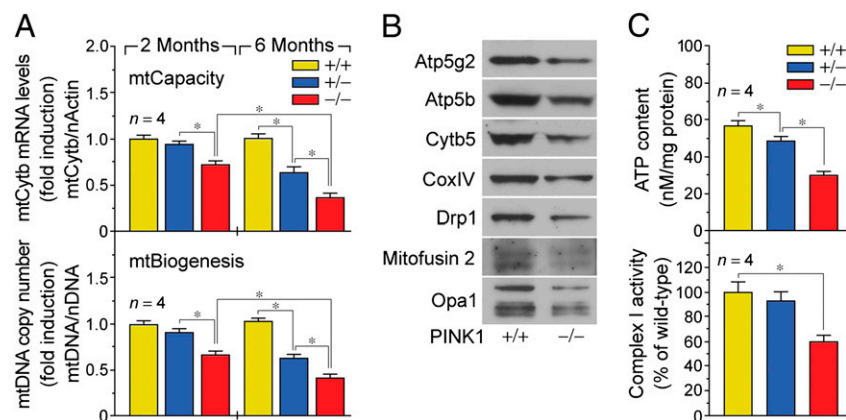 A
mtCytb mRNA levels
(fold induction)
mtCytb/nActin
2 Months
6 Months
mtCapacity
+/+
+/−
−/−
n = 4
*
*
*
*
2.0
1.5
1.0
0.5
0
mtDNA copy number
(fold induction)
mtDNA/nDNA
mtBiogenesis
n = 4
*
*
*
*
1.5
1.0
0.5
0
B
Atp5g2
Atp5b
Cytb5
CoxIV
Drp1
Mitofusin 2
Opa1
PINK1 +/+ −/−
C
+/+
+/−
−/−
ATP content
(nM/mg protein)
n = 4
*
*
100
80
60
40
20
0
Complex I activity
(% of wild-type)
n = 4
*
120
100
80
60
40
20
0